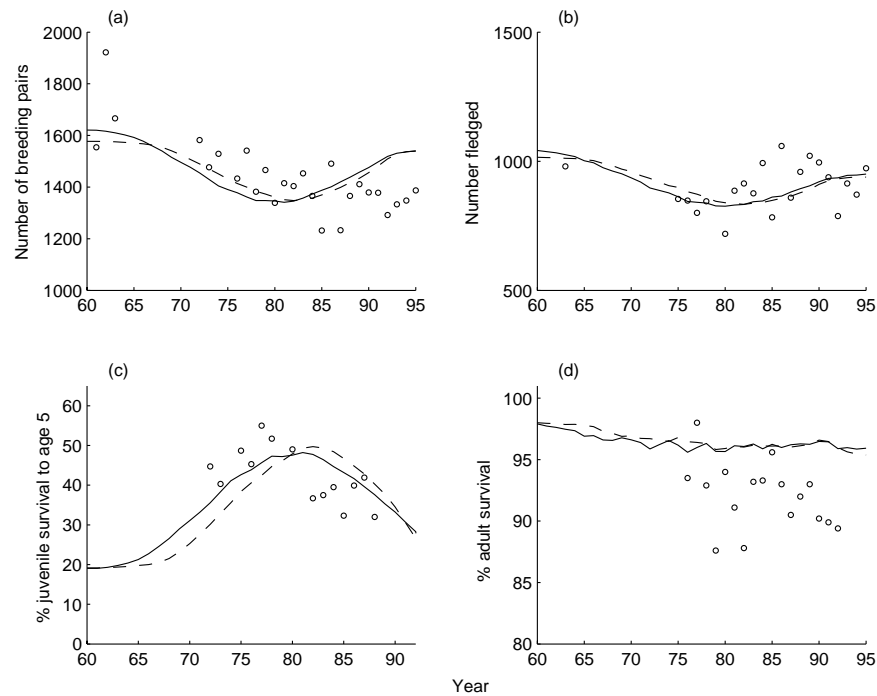 (a)
Number of breeding pairs
2000
1800
1600
1400
1200
1000
60 65 70 75 80 85 90 95
(b)
Number fledged
1500
1000
500
60 65 70 75 80 85 90 95
(c)
% juvenile survival to age 5
60
50
40
30
20
10
0
60 65 70 75 80 85 90
(d)
% adult survival
100
95
90
85
80
60 65 70 75 80 85 90 95
Year